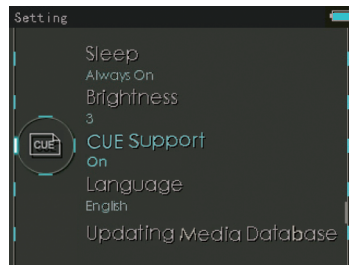 Setting
Sleep
Always On
Brightness
3
CUE
CUE Support
On
Language
English
Updating Media Database